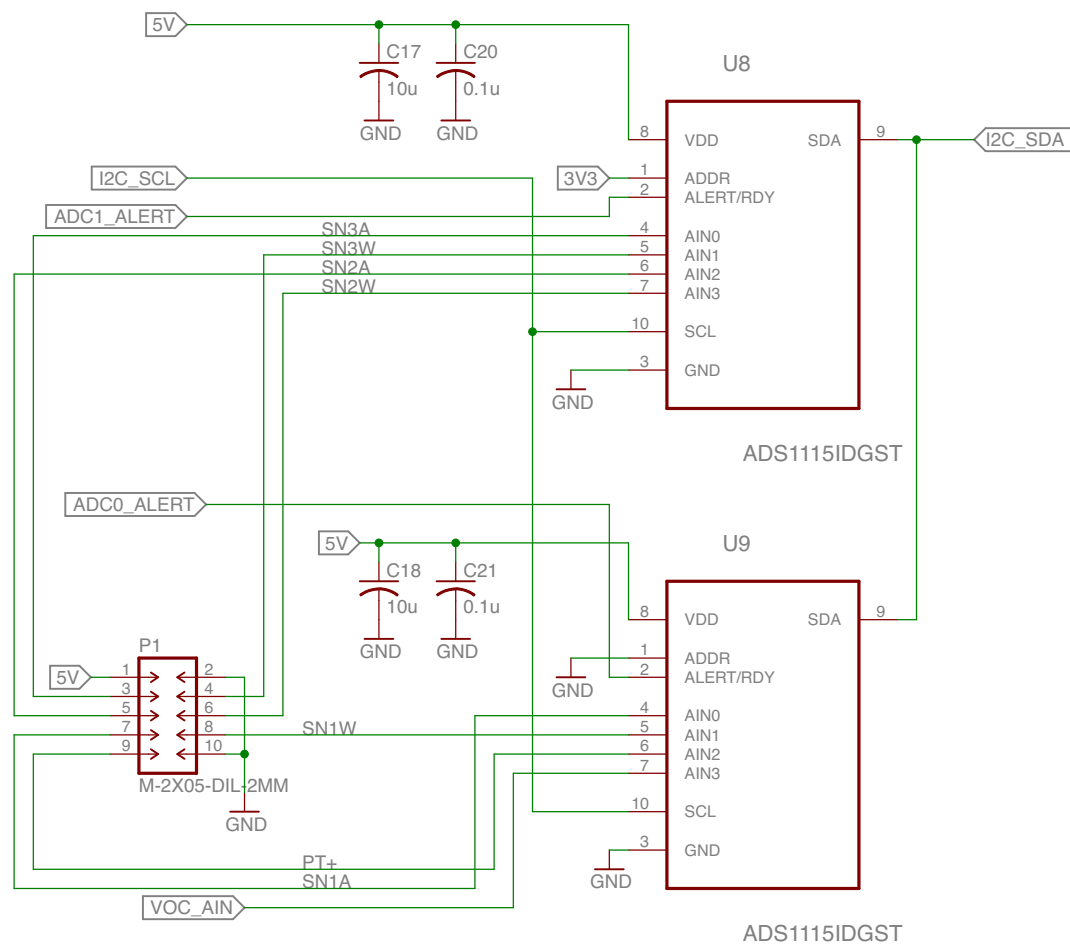 5V
C17
10u
GND
C20
0.1u
GND
U8
8 VDD SDA 9
I2C_SDA
I2C_SCL
3V3
1 ADDR
ADC1_ALERT
2 ALERT/RDY
SN3A 4 AIN0
SN3W 5 AIN1
SN2A 6 AIN2
SN2W 7 AIN3
10 SCL
3 GND
GND
ADS1115IDGST
ADC0_ALERT
5V
C18
10u
GND
C21
0.1u
GND
U9
8 VDD SDA 9
1 ADDR
GND
2 ALERT/RDY
P1
5V
1 2
3 4
5 6
7 8
9 10
M-2X05-DIL-2MM
GND
4 AIN0
SN1W 5 AIN1
6 AIN2
7 AIN3
10 SCL
3 GND
GND
PT+
SN1A
VOC_AIN
ADS1115IDGST